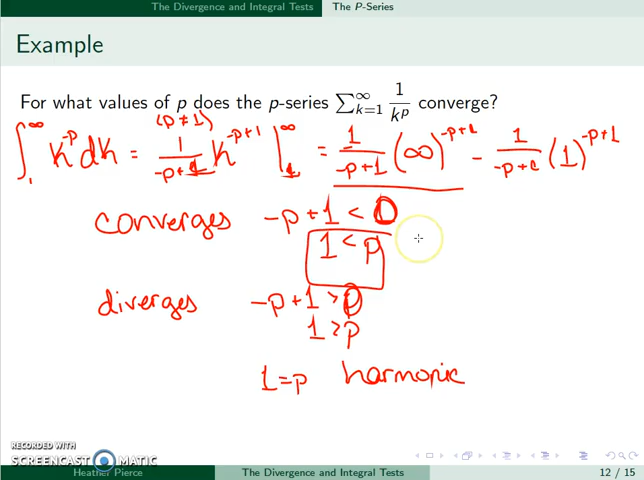 The Divergence and Integral Tests The P-Series
Example
For what values of p does the p-series ∑_{k=1}^{∞} 1/k^p converge?
(p ≠ 1)
∫_1^∞ k^{-p} dk = 1/(-p+1) k^{-p+1} |_1^∞ = 1/(-p+1) (∞)^{-p+1} - 1/(-p+1) (1)^{-p+1}
converges -p+1 < 0
1 < p
diverges -p+1 > 0
1 > p
1 = p harmonic
RECORDED WITH
SCREENCAST MATIC
Heather Pierce The Divergence and Integral Tests 12 / 15